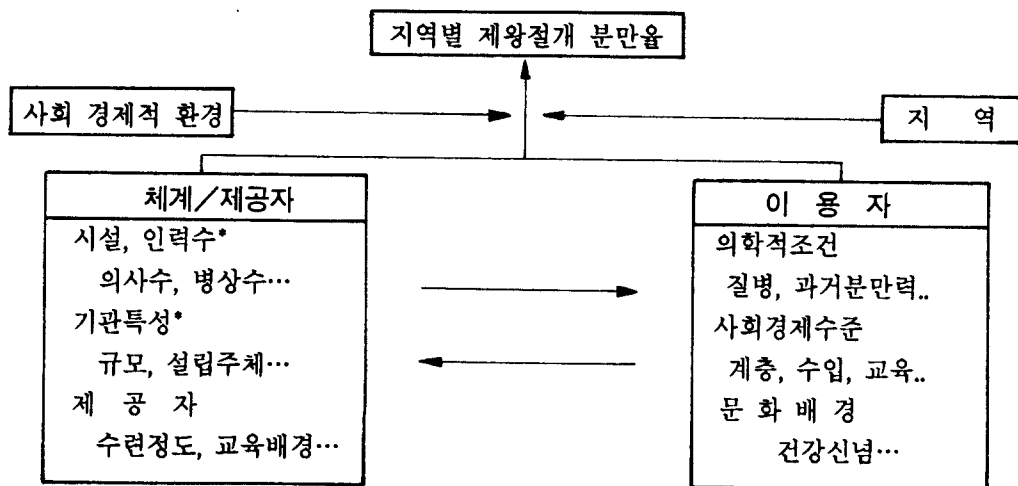 지역별 제왕절개 분만율
사회 경제적 환경
지 역
체계/제공자
시설, 인력수*
의사수, 병상수…
기관특성*
규모, 설립주체…
제 공 자
수련정도, 교육배경…
이 용 자
의학적조건
질병, 과거분만력..
사회경제수준
계층, 수입, 교육..
문 화 배 경
건강신념…